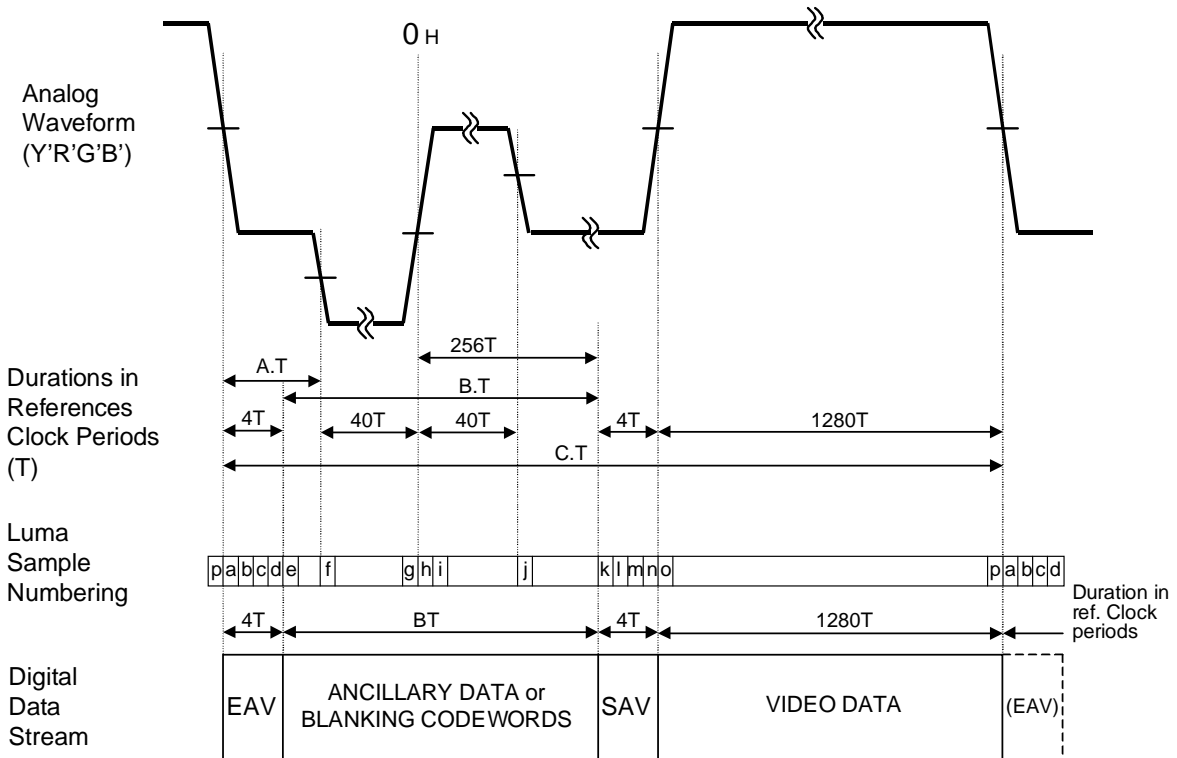 0 H
Analog
Waveform
(Y'R'G'B')
256T
A.T
B.T
Durations in
References
Clock Periods
(T)
4T 40T 40T 4T 1280T
C.T
Luma
Sample
Numbering
p a b c d e f g h i j k l m n o p a b c d
Duration in
ref. Clock
periods
4T BT 4T 1280T
Digital
Data
Stream
EAV
ANCILLARY DATA or
BLANKING CODEWORDS
SAV
VIDEO DATA
(EAV)